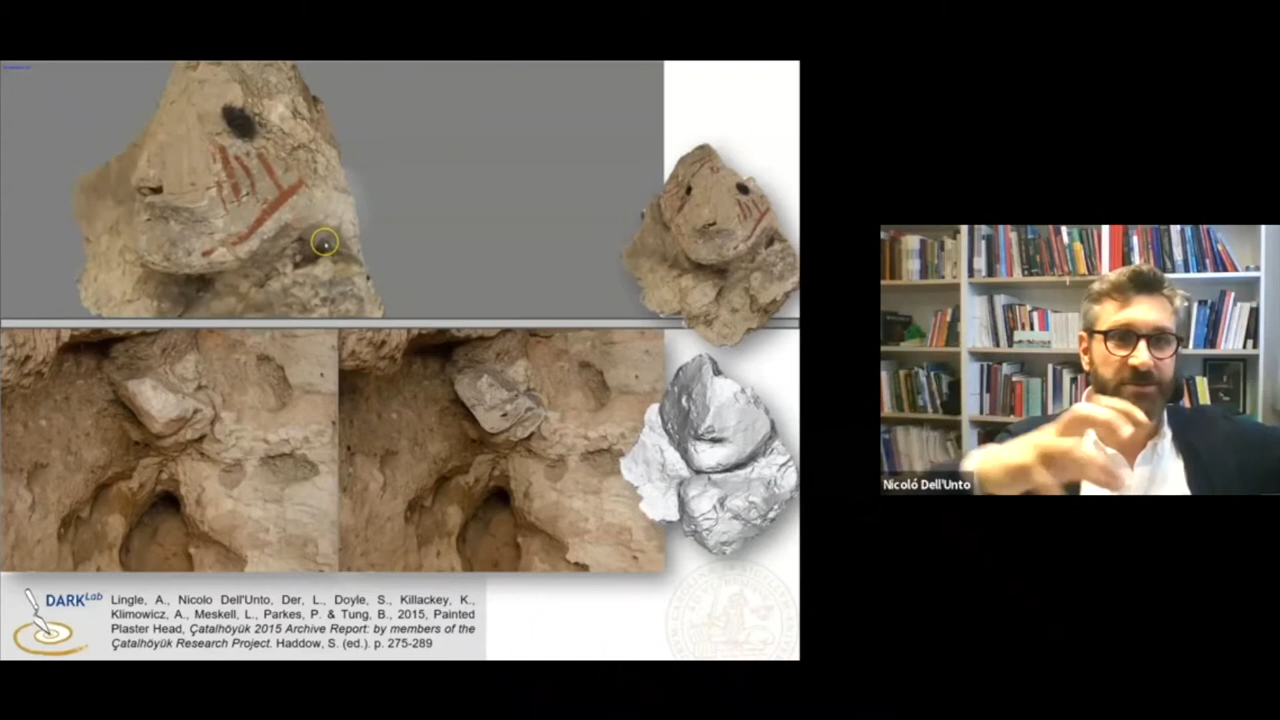 DARKLab
Lingle, A., Nicolo Dell'Unto, Der, L., Doyle, S., Killackey, K.,
Klimowicz, A., Meskell, L., Parkes, P. & Tung, B., 2015, Painted
Plaster Head, Çatalhöyük 2015 Archive Report: by members of the
Çatalhöyük Research Project. Haddow, S. (ed.). p. 275-289
Nicoló Dell'Unto